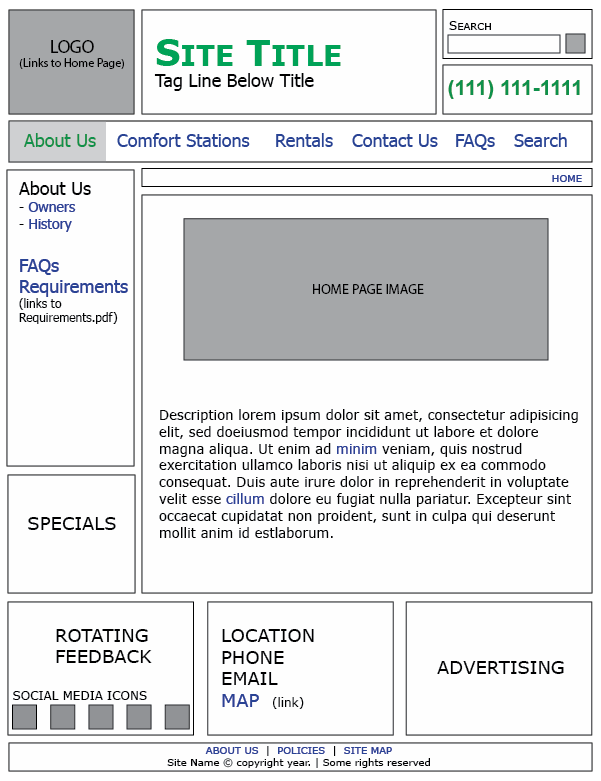 LOGO
(Links to Home Page)
SITE TITLE
Tag Line Below Title
SEARCH
(111) 111-1111
About Us Comfort Stations Rentals Contact Us FAQs Search
HOME
About Us
- Owners
- History
FAQs
Requirements
(links to
Requirements.pdf)
SPECIALS
HOME PAGE IMAGE
Description lorem ipsum dolor sit amet, consectetur adipisicing
elit, sed doeiusmod tempor incididunt ut labore et dolore
magna aliqua. Ut enim ad minim veniam, quis nostrud
exercitation ullamco laboris nisi ut aliquip ex ea commodo
consequat. Duis aute irure dolor in reprehenderit in voluptate
velit esse cillum dolore eu fugiat nulla pariatur. Excepteur sint
occaecat cupidatat non proident, sunt in culpa qui deserunt
mollit anim id estlaborum.
ROTATING
FEEDBACK
SOCIAL MEDIA ICONS
LOCATION
PHONE
EMAIL
MAP (link)
ADVERTISING
ABOUT US | POLICIES | SITE MAP
Site Name © copyright year. | Some rights reserved